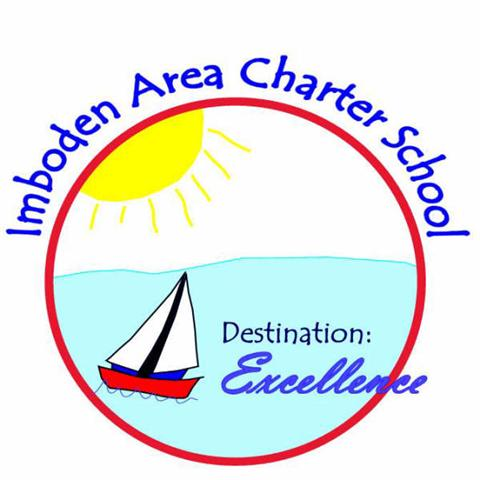 Imboden Area Charter School
Destination:
Excellence